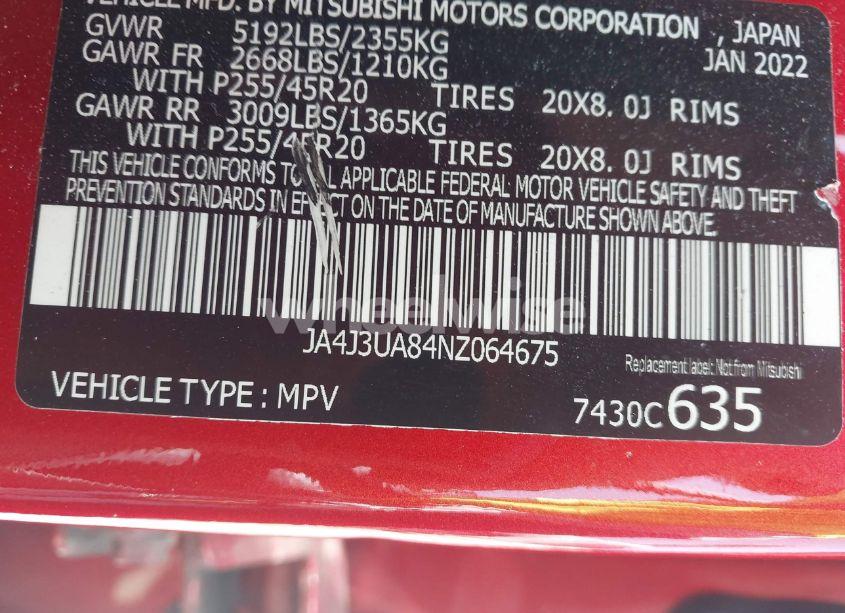 VEHICLE MFD. BY MITSUBISHI MOTORS CORPORATION , JAPAN
GVWR 5192LBS/2355KG JAN 2022
GAWR FR 2668LBS/1210KG
WITH P255/45R20 TIRES 20X8.0J RIMS
GAWR RR 3009LBS/1365KG
WITH P255/45R20 TIRES 20X8.0J RIMS
THIS VEHICLE CONFORMS TO ALL APPLICABLE FEDERAL MOTOR VEHICLE SAFETY AND THEFT
PREVENTION STANDARDS IN EFFECT ON THE DATE OF MANUFACTURE SHOWN ABOVE.
wheelwise
JA4J3UA84NZ064675
Replacement label: Not from Mitsubishi
VEHICLE TYPE : MPV 7430C635